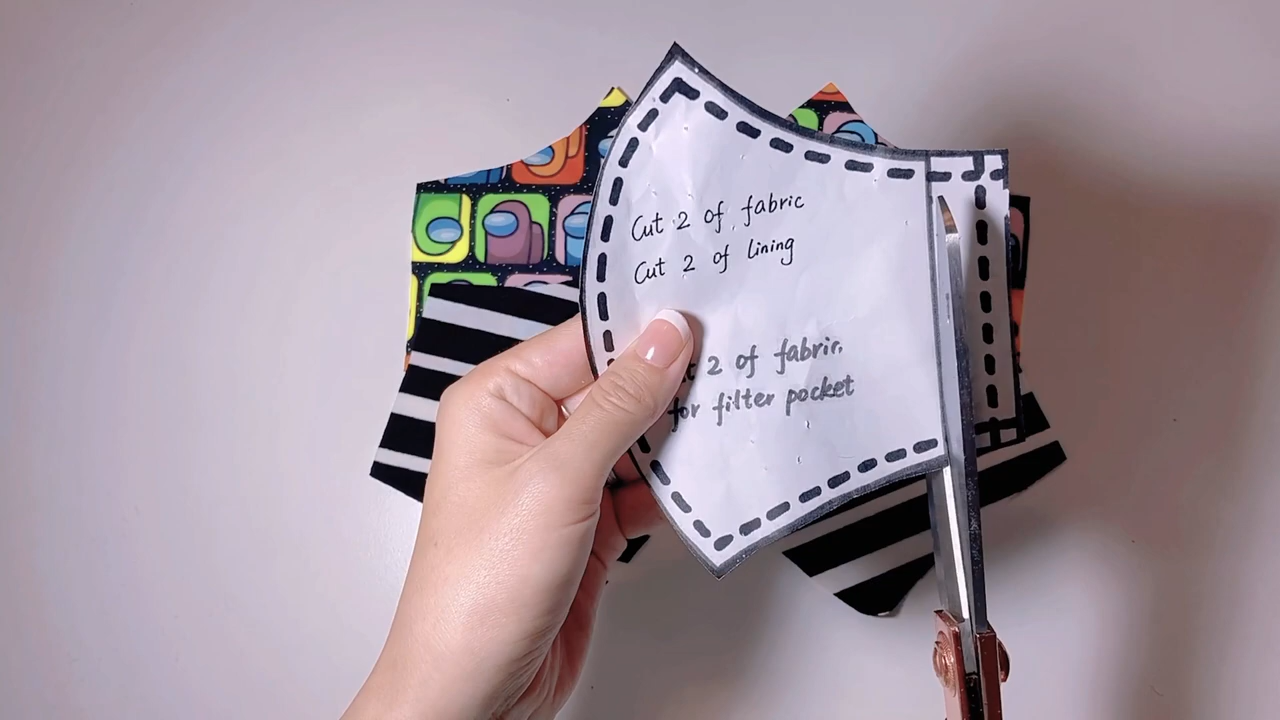 Cut 2 of fabric
Cut 2 of lining
2 of fabric
for filter pocket